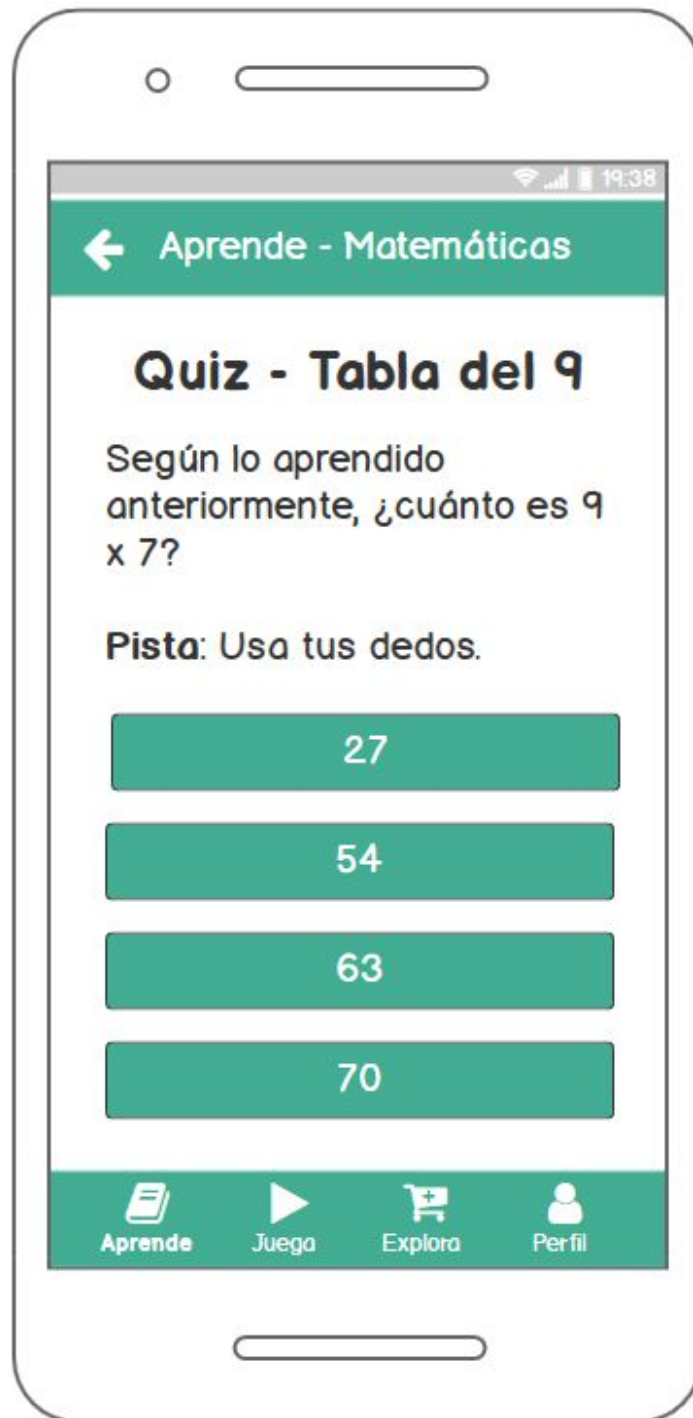 19:38
Aprende - Matemáticas
Quiz - Tabla del 9
Según lo aprendido
anteriormente, ¿cuánto es 9
x 7?
Pista: Usa tus dedos.
27
54
63
70
Aprende Juega Explora Perfil